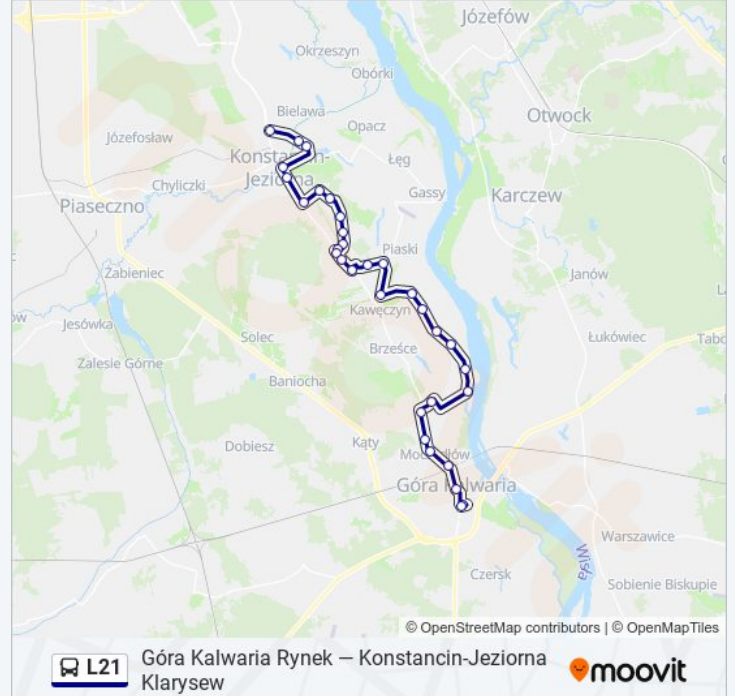 Józefów
Okrzeszyn
Obórki
Otwock
Bielawa
Józefosław
Opacz
Konstancin-
Jeziorna
Łęg
Chyliczki
Gassy
Karczew
Piaseczno
Piaski
Żabieniec
Janów
Kawęczyn
Jesówka
Solec
Łukówiec
Zalesie Górne
Brześce
Baniocha
Kąty
Dobiesz
Góra Kalwaria
Warszawice
Wisła
Czersk
Sobienie Biskupie
© OpenStreetMap contributors | © OpenMapTiles
L21
Góra Kalwaria Rynek — Konstancin-Jeziorna
Klarysew
moovit